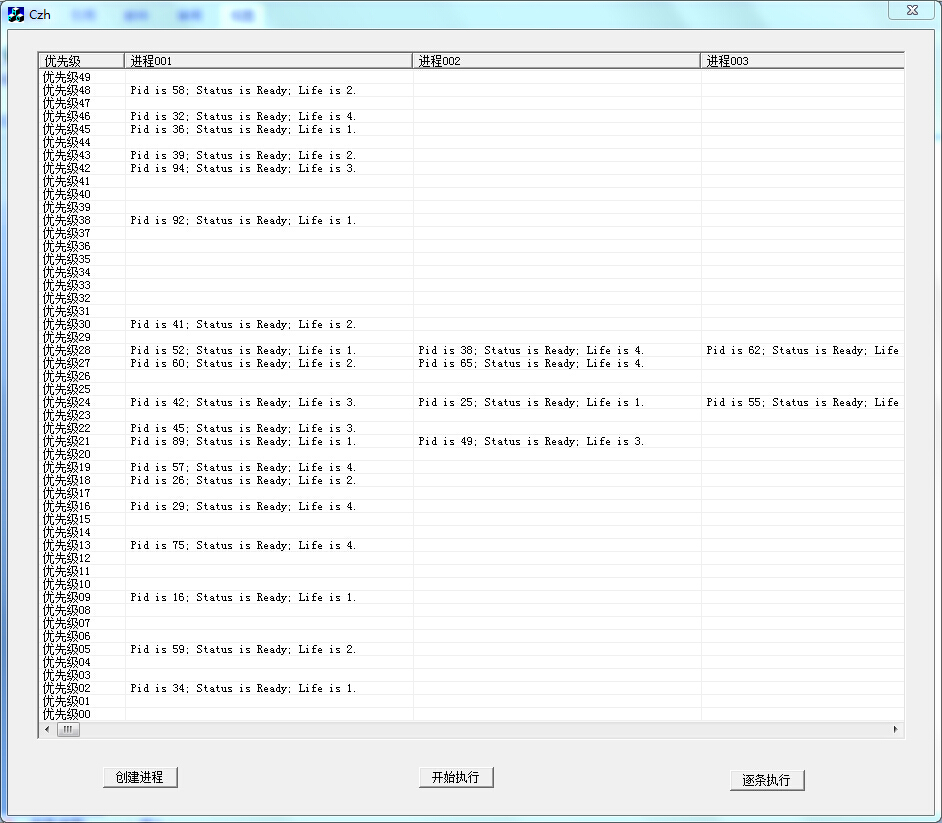 Czh
优先级 进程001 进程002 进程003
优先级49
优先级48 Pid is 58; Status is Ready; Life is 2.
优先级47
优先级46 Pid is 32; Status is Ready; Life is 4.
优先级45 Pid is 36; Status is Ready; Life is 1.
优先级44
优先级43 Pid is 39; Status is Ready; Life is 2.
优先级42 Pid is 94; Status is Ready; Life is 3.
优先级41
优先级40
优先级39
优先级38 Pid is 92; Status is Ready; Life is 1.
优先级37
优先级36
优先级35
优先级34
优先级33
优先级32
优先级31
优先级30 Pid is 41; Status is Ready; Life is 2.
优先级29
优先级28 Pid is 52; Status is Ready; Life is 1. Pid is 38; Status is Ready; Life is 4. Pid is 62; Status is Ready; Life
优先级27 Pid is 60; Status is Ready; Life is 2. Pid is 65; Status is Ready; Life is 4.
优先级26
优先级25
优先级24 Pid is 42; Status is Ready; Life is 3. Pid is 25; Status is Ready; Life is 1. Pid is 55; Status is Ready; Life
优先级23
优先级22 Pid is 45; Status is Ready; Life is 3.
优先级21 Pid is 89; Status is Ready; Life is 1. Pid is 49; Status is Ready; Life is 3.
优先级20
优先级19 Pid is 57; Status is Ready; Life is 4.
优先级18 Pid is 26; Status is Ready; Life is 2.
优先级17
优先级16 Pid is 29; Status is Ready; Life is 4.
优先级15
优先级14
优先级13 Pid is 75; Status is Ready; Life is 4.
优先级12
优先级11
优先级10
优先级09 Pid is 16; Status is Ready; Life is 1.
优先级08
优先级07
优先级06
优先级05 Pid is 59; Status is Ready; Life is 2.
优先级04
优先级03
优先级02 Pid is 34; Status is Ready; Life is 1.
优先级01
优先级00
创建进程 开始执行 逐条执行